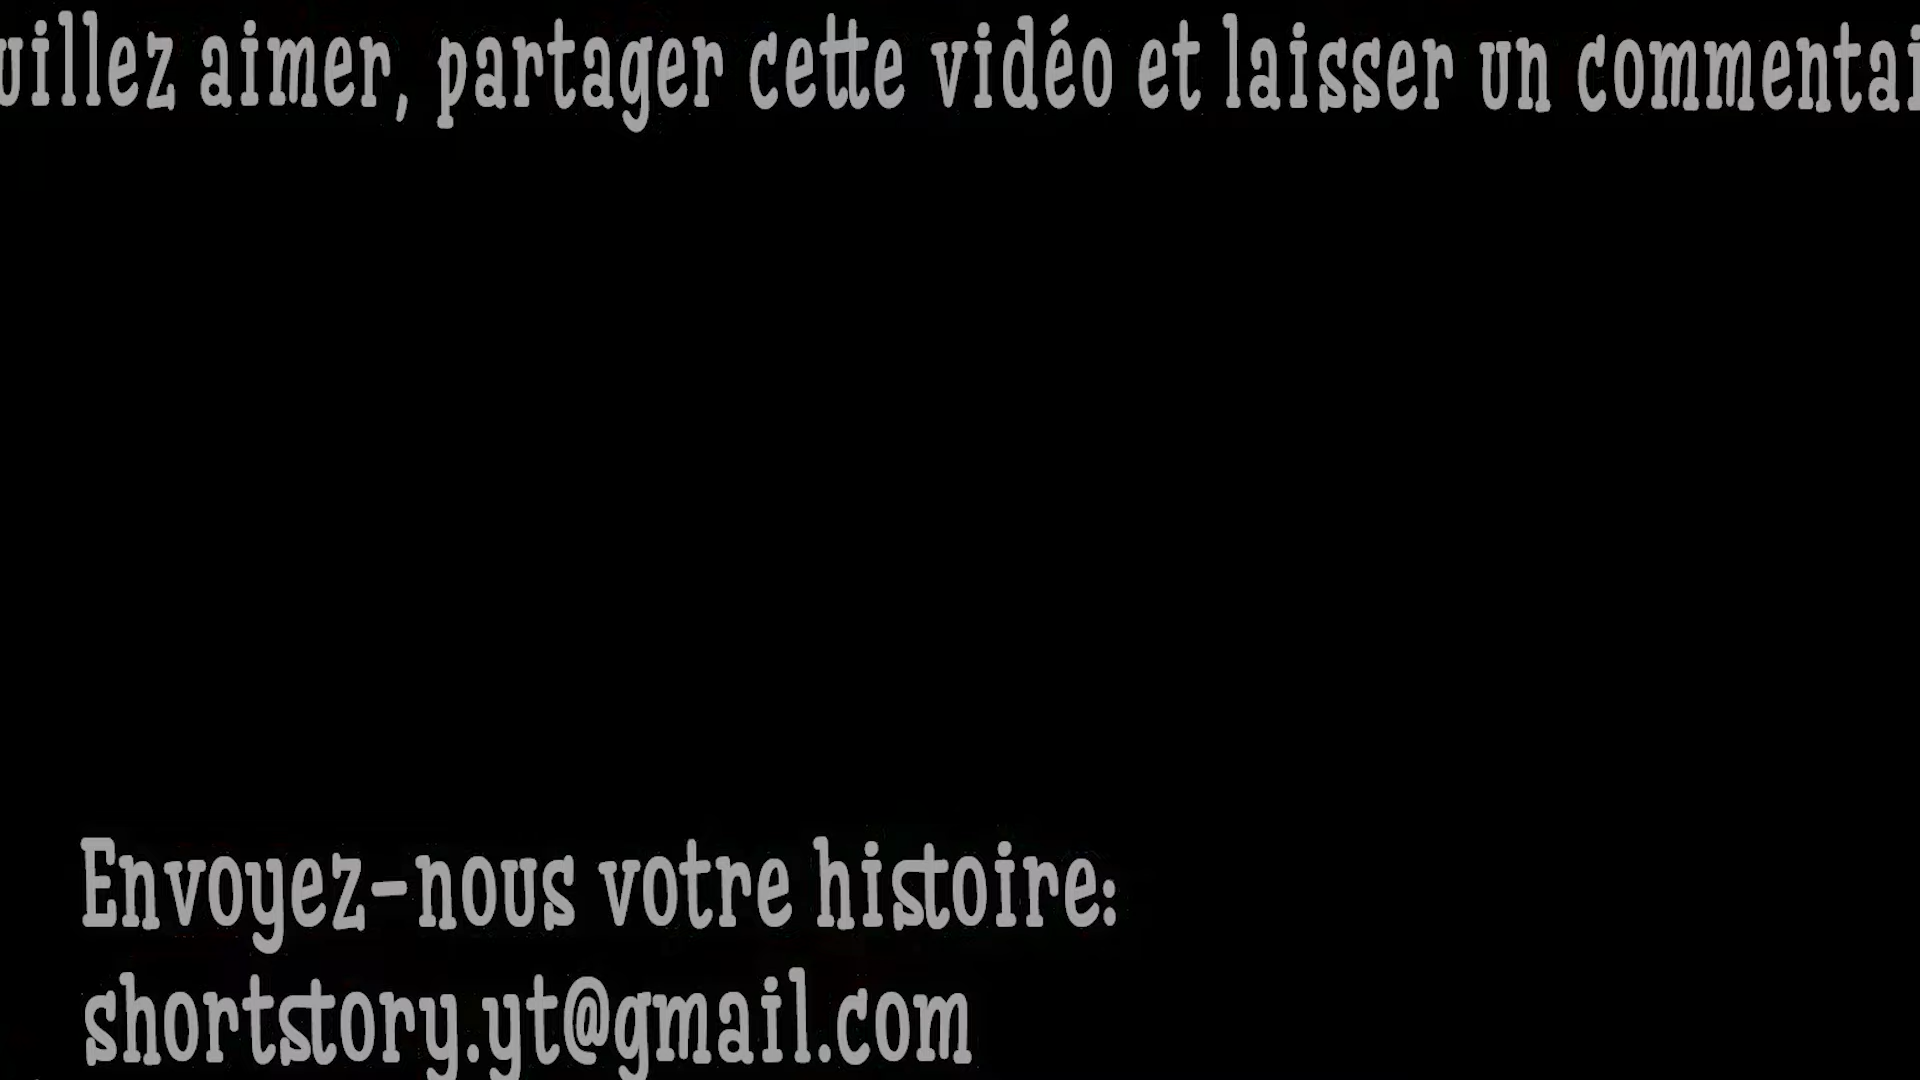 uillez aimer, partager cette vidéo et laisser un commentai
Envoyez-nous votre histoire:
shortstory.yt@gmail.com